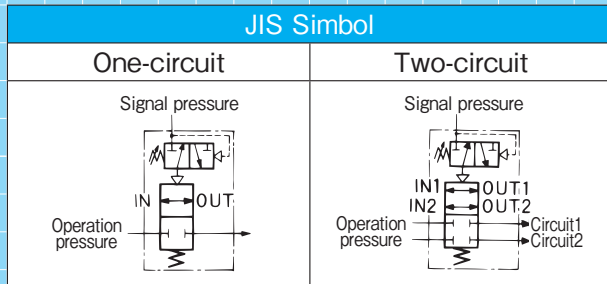 JIS Simbol
One-circuit
Two-circuit
Signal pressure
IN OUT
Operation
pressure
Signal pressure
IN1 OUT1
IN2 OUT2
Operation
pressure
Circuit1
Circuit2